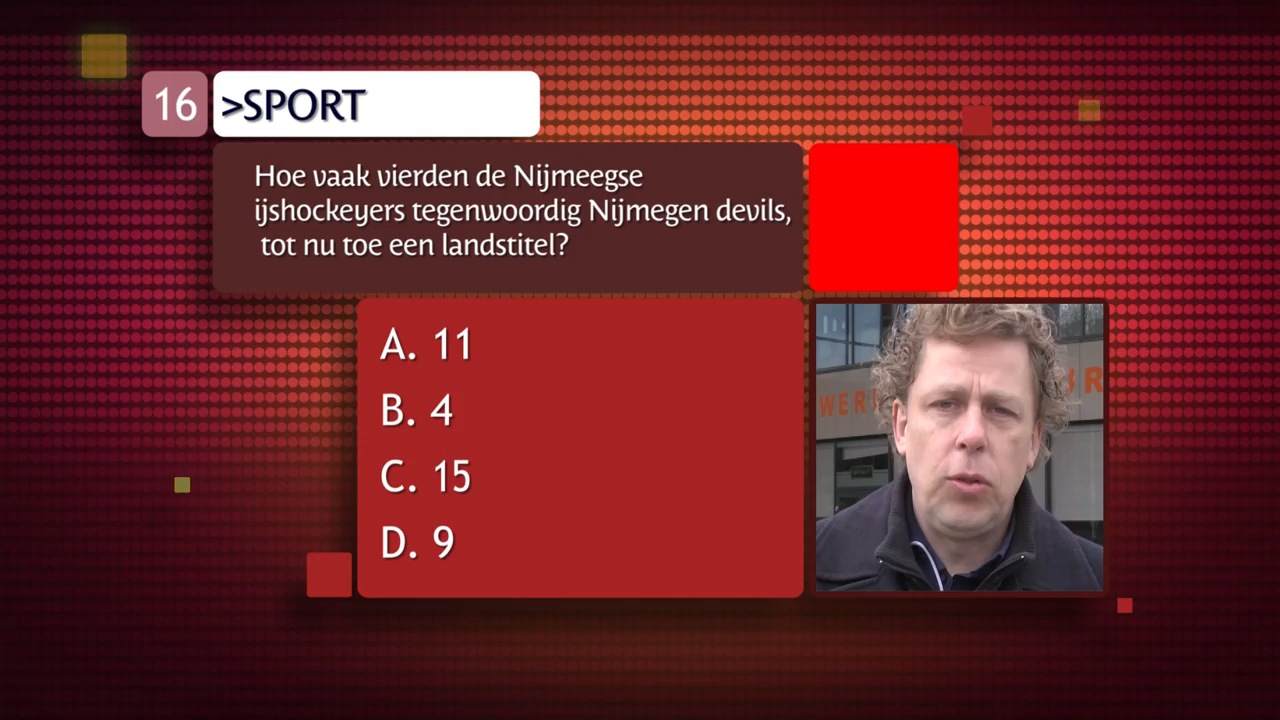 16 >SPORT
Hoe vaak vierden de Nijmeegse
ijshockeyers tegenwoordig Nijmegen devils,
tot nu toe een landstitel?
A. 11
B. 4
C. 15
D. 9